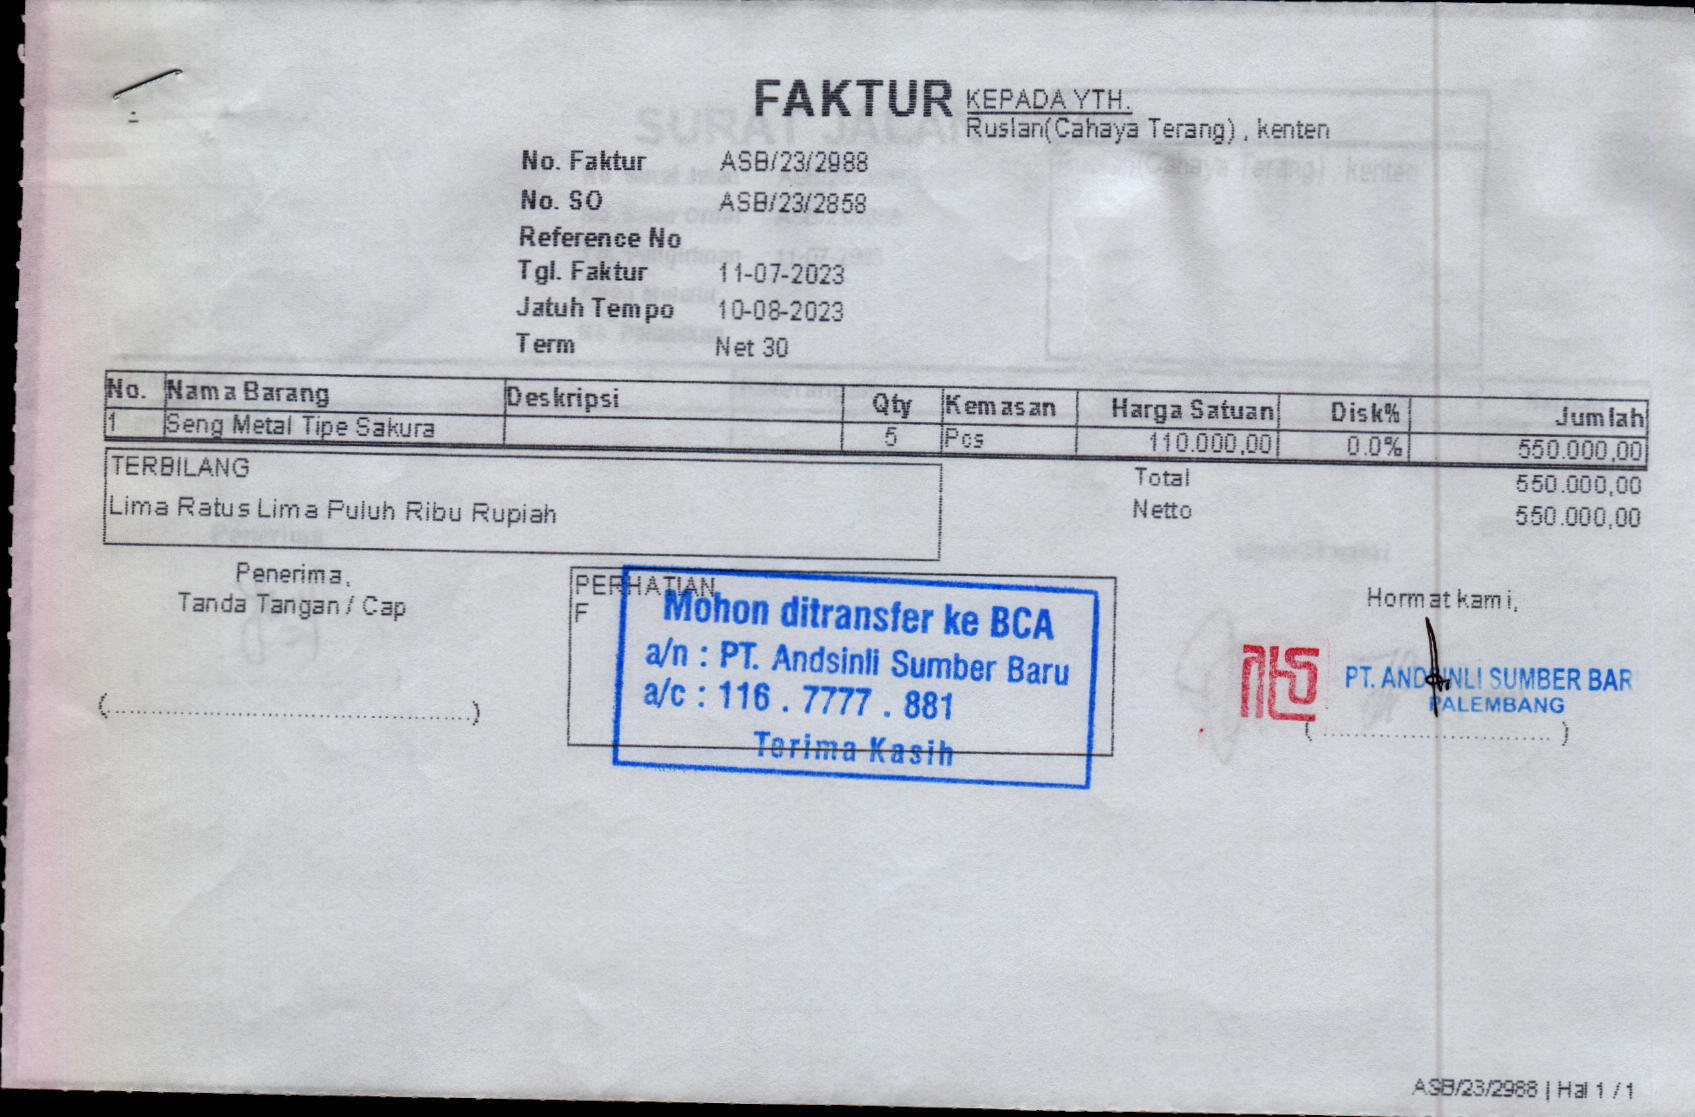 FAKTUR
KEPADA YTH.
Ruslan(Cahaya Terang) , kenten
No. Faktur ASB/23/2988
No. SO ASB/23/2858
Reference No
Tgl. Faktur 11-07-2023
Jatuh Tempo 10-08-2023
Term Net 30
No. Nama Barang Deskripsi Qty Kemasan Harga Satuan Disk% Jumlah
1 Seng Metal Tipe Sakura 5 Pcs 110.000,00 0.0% 550.000,00
TERBILANG
Lima Ratus Lima Puluh Ribu Rupiah
Total 550.000,00
Netto 550.000,00
Penerima,
Tanda Tangan / Cap
(........................................)
PERHATIAN
F
Mohon ditransfer ke BCA
a/n : PT. Andsinli Sumber Baru
a/c : 116 . 7777 . 881
Terima Kasih
Hormat kami,
PT. ANDSINLI SUMBER BAR
PALEMBANG
(........................................)
ASB/23/2988 | Hal 1 / 1